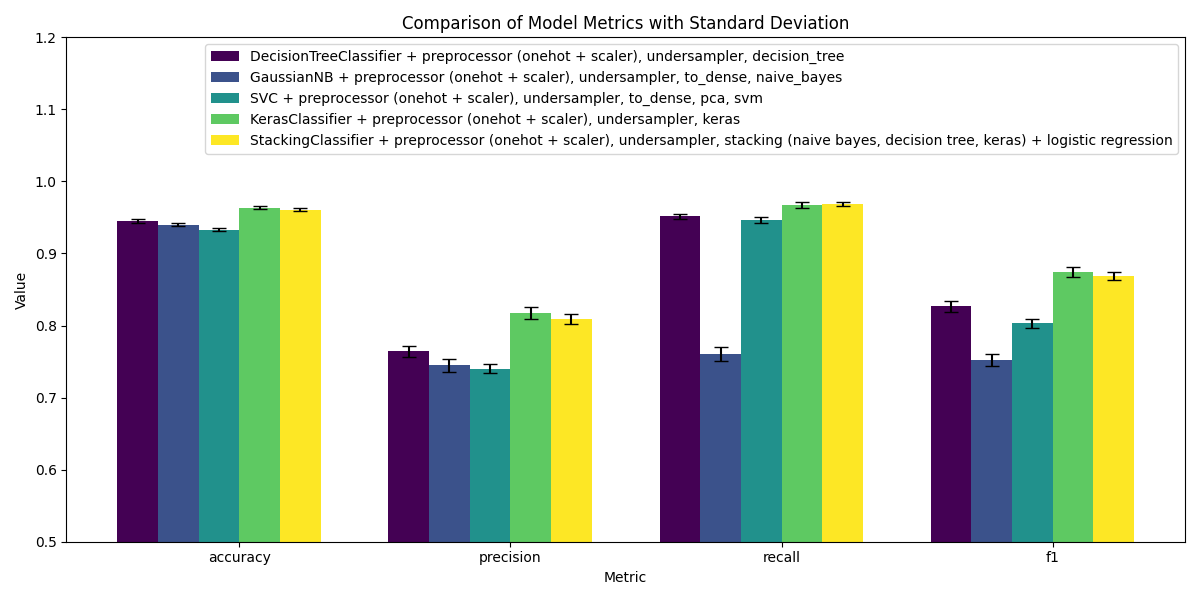 Comparison of Model Metrics with Standard Deviation
1.2
1.1
1.0
0.9
0.8
0.7
0.6
0.5
Value
DecisionTreeClassifier + preprocessor (onehot + scaler), undersampler, decision_tree
GaussianNB + preprocessor (onehot + scaler), undersampler, to_dense, naive_bayes
SVC + preprocessor (onehot + scaler), undersampler, to_dense, pca, svm
KerasClassifier + preprocessor (onehot + scaler), undersampler, keras
StackingClassifier + preprocessor (onehot + scaler), undersampler, stacking (naive bayes, decision tree, keras) + logistic regression
accuracy
precision
recall
f1
Metric